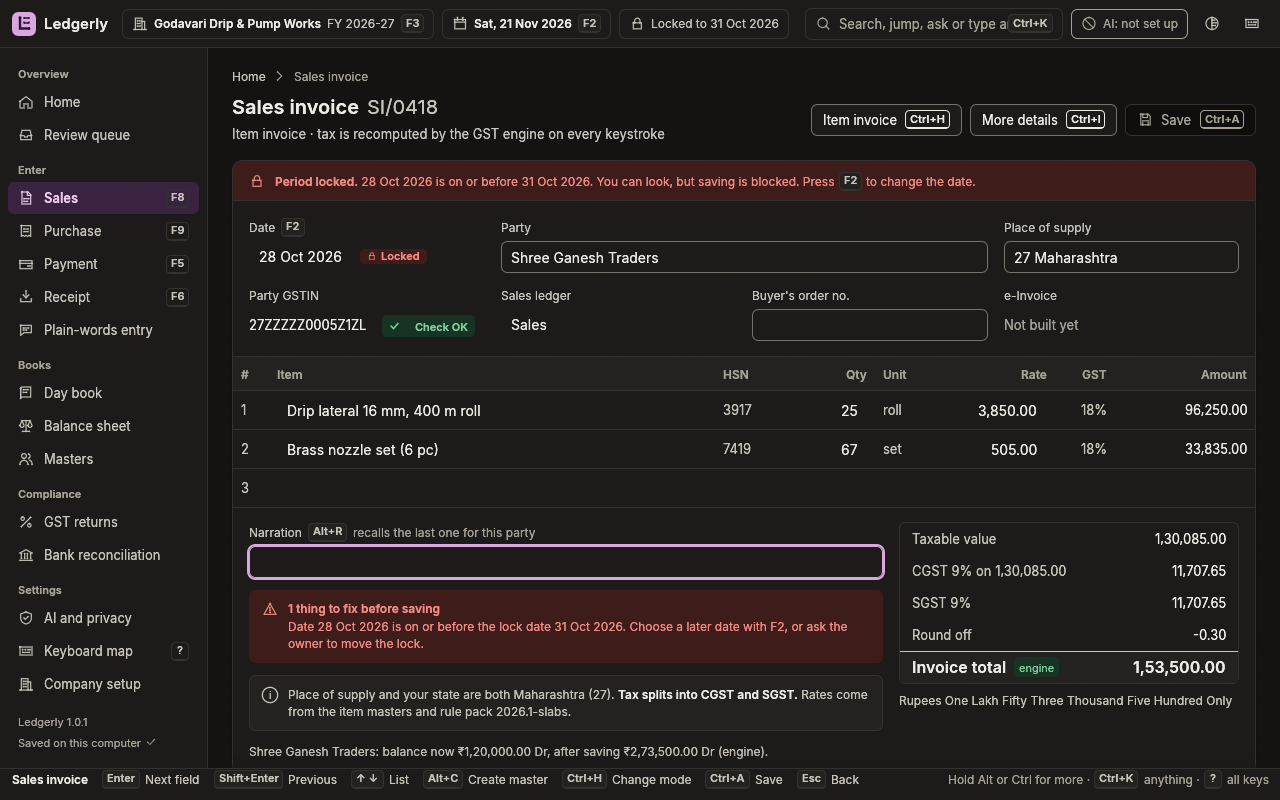 Ledgerly
Godavari Drip & Pump Works FY 2026-27 F3
Sat, 21 Nov 2026 F2
Locked to 31 Oct 2026
Search, jump, ask or type a Ctrl+K
AI: not set up
Overview
Home
Review queue
Enter
Sales F8
Purchase F9
Payment F5
Receipt F6
Plain-words entry
Books
Day book
Balance sheet
Masters
Compliance
GST returns
Bank reconciliation
Settings
AI and privacy
Keyboard map ?
Company setup
Ledgerly 1.0.1
Saved on this computer
Home Sales invoice
Sales invoice SI/0418
Item invoice · tax is recomputed by the GST engine on every keystroke
Item invoice Ctrl+H
More details Ctrl+I
Save Ctrl+A
Period locked. 28 Oct 2026 is on or before 31 Oct 2026. You can look, but saving is blocked. Press F2 to change the date.
Date F2 Party Place of supply
28 Oct 2026 Locked Shree Ganesh Traders 27 Maharashtra
Party GSTIN Sales ledger Buyer's order no. e-Invoice
27ZZZZZ0005Z1ZL Check OK Sales Not built yet
# Item HSN Qty Unit Rate GST Amount
1 Drip lateral 16 mm, 400 m roll 3917 25 roll 3,850.00 18% 96,250.00
2 Brass nozzle set (6 pc) 7419 67 set 505.00 18% 33,835.00
3
Narration Alt+R recalls the last one for this party
1 thing to fix before saving
Date 28 Oct 2026 is on or before the lock date 31 Oct 2026. Choose a later date with F2, or ask the
owner to move the lock.
Place of supply and your state are both Maharashtra (27). Tax splits into CGST and SGST. Rates come
from the item masters and rule pack 2026.1-slabs.
Shree Ganesh Traders: balance now ₹1,20,000.00 Dr, after saving ₹2,73,500.00 Dr (engine).
Taxable value 1,30,085.00
CGST 9% on 1,30,085.00 11,707.65
SGST 9% 11,707.65
Round off -0.30
Invoice total engine 1,53,500.00
Rupees One Lakh Fifty Three Thousand Five Hundred Only
Sales invoice Enter Next field Shift+Enter Previous ↑ ↓ List Alt+C Create master Ctrl+H Change mode Ctrl+A Save Esc Back Hold Alt or Ctrl for more · Ctrl+K anything · ? all keys